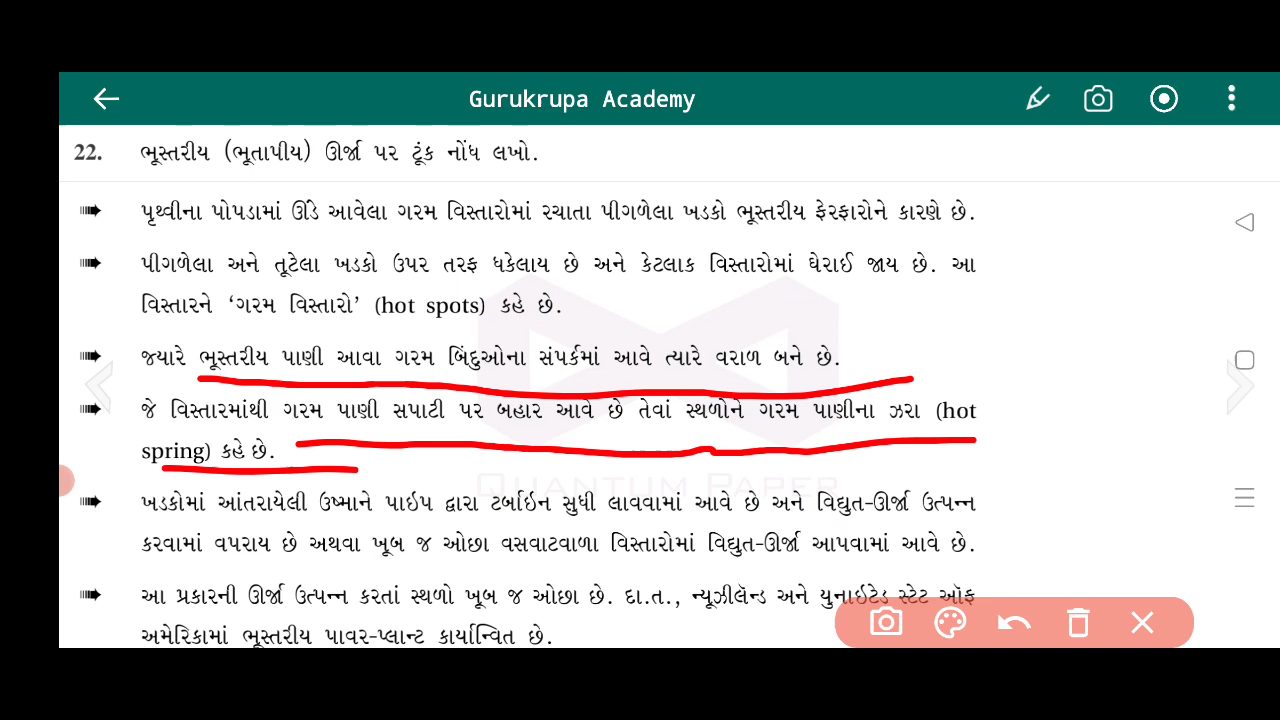 Gurukrupa Academy
22. ભૂસ્તરીય (ભૂતાપીય) ઊર્જા પર ટૂંક નોંધ લખો.
પૃથ્વીના પોપડામાં ઊંડે આવેલા ગરમ વિસ્તારોમાં રચાતા પીગળેલા ખડકો ભૂસ્તરીય ફેરફારોને કારણે છે.
પીગળેલા અને તૂટેલા ખડકો ઉપર તરફ ધકેલાય છે અને કેટલાક વિસ્તારોમાં ઘેરાઈ જાય છે. આ
વિસ્તારને ‘ગરમ વિસ્તારો’ (hot spots) કહે છે.
જ્યારે ભૂસ્તરીય પાણી આવા ગરમ બિંદુઓના સંપર્કમાં આવે ત્યારે વરાળ બને છે.
જે વિસ્તારમાંથી ગરમ પાણી સપાટી પર બહાર આવે છે તેવાં સ્થળોને ગરમ પાણીના ઝરા (hot
spring) કહે છે.
QUANTUM PAPER
ખડકોમાં આંતરાયેલી ઉષ્માને પાઇપ દ્વારા ટર્બાઇન સુધી લાવવામાં આવે છે અને વિદ્યુત-ઊર્જા ઉત્પન્ન
કરવામાં વપરાય છે અથવા ખૂબ જ ઓછા વસવાટવાળા વિસ્તારોમાં વિદ્યુત-ઊર્જા આપવામાં આવે છે.
આ પ્રકારની ઊર્જા ઉત્પન્ન કરતાં સ્થળો ખૂબ જ ઓછા છે. દા.ત., ન્યૂઝીલૅન્ડ અને યુનાઇટેડ સ્ટેટ ઑફ
અમેરિકામાં ભૂસ્તરીય પાવર-પ્લાન્ટ કાર્યાન્વિત છે.